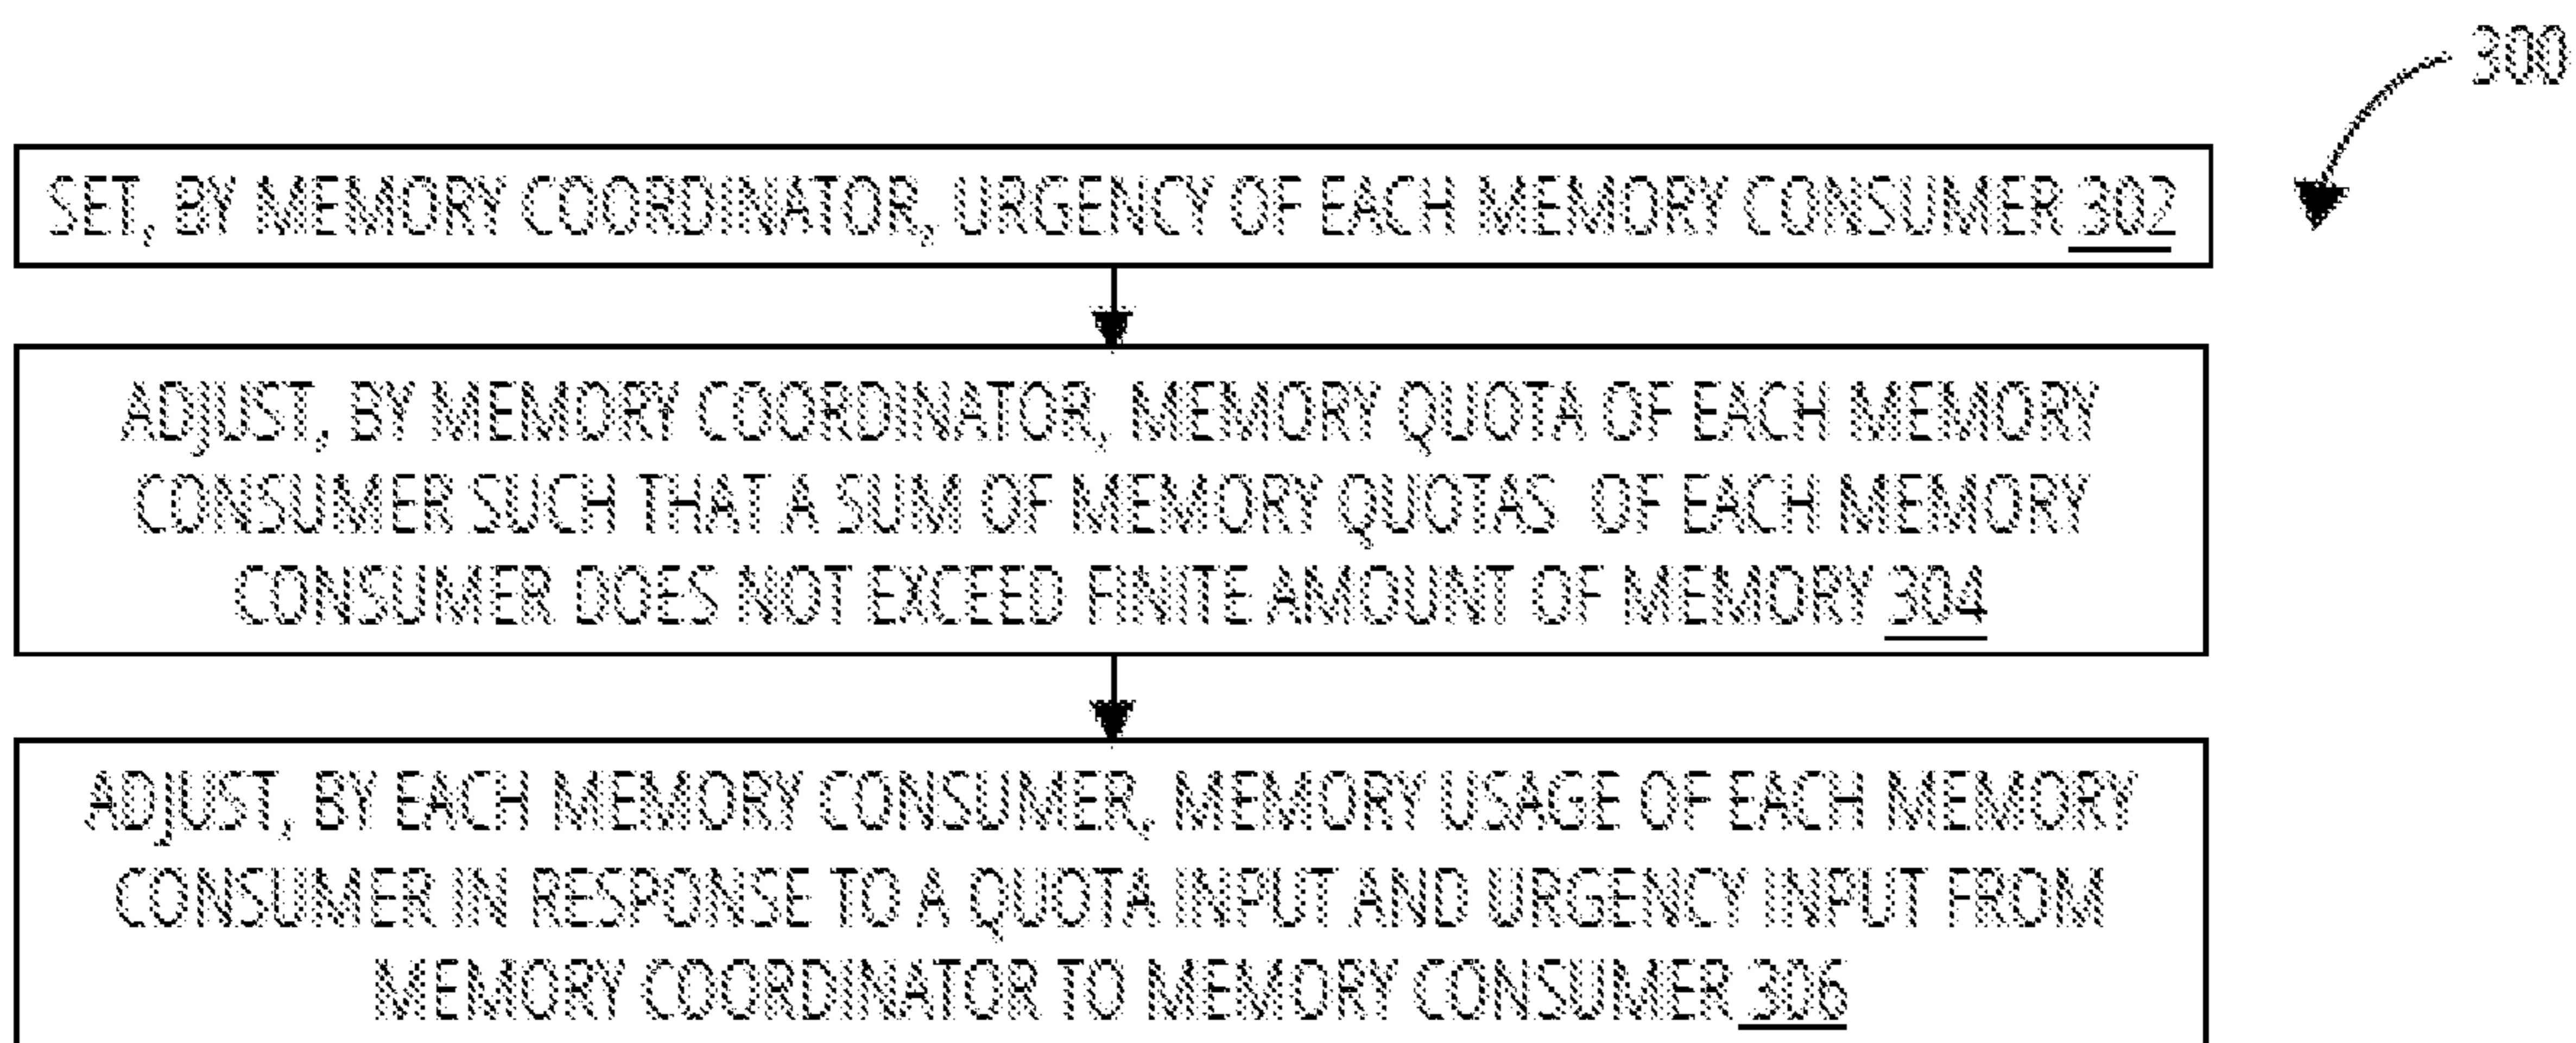 300
SET, BY MEMORY COORDINATOR, URGENCY OF EACH MEMORY CONSUMER 302
ADJUST, BY MEMORY COORDINATOR, MEMORY QUOTA OF EACH MEMORY
CONSUMER SUCH THAT A SUM OF MEMORY QUOTAS OF EACH MEMORY
CONSUMER DOES NOT EXCEED FINITE AMOUNT OF MEMORY 304
ADJUST, BY EACH MEMORY CONSUMER, MEMORY USAGE OF EACH MEMORY
CONSUMER IN RESPONSE TO A QUOTA INPUT AND URGENCY INPUT FROM
MEMORY COORDINATOR TO MEMORY CONSUMER 306